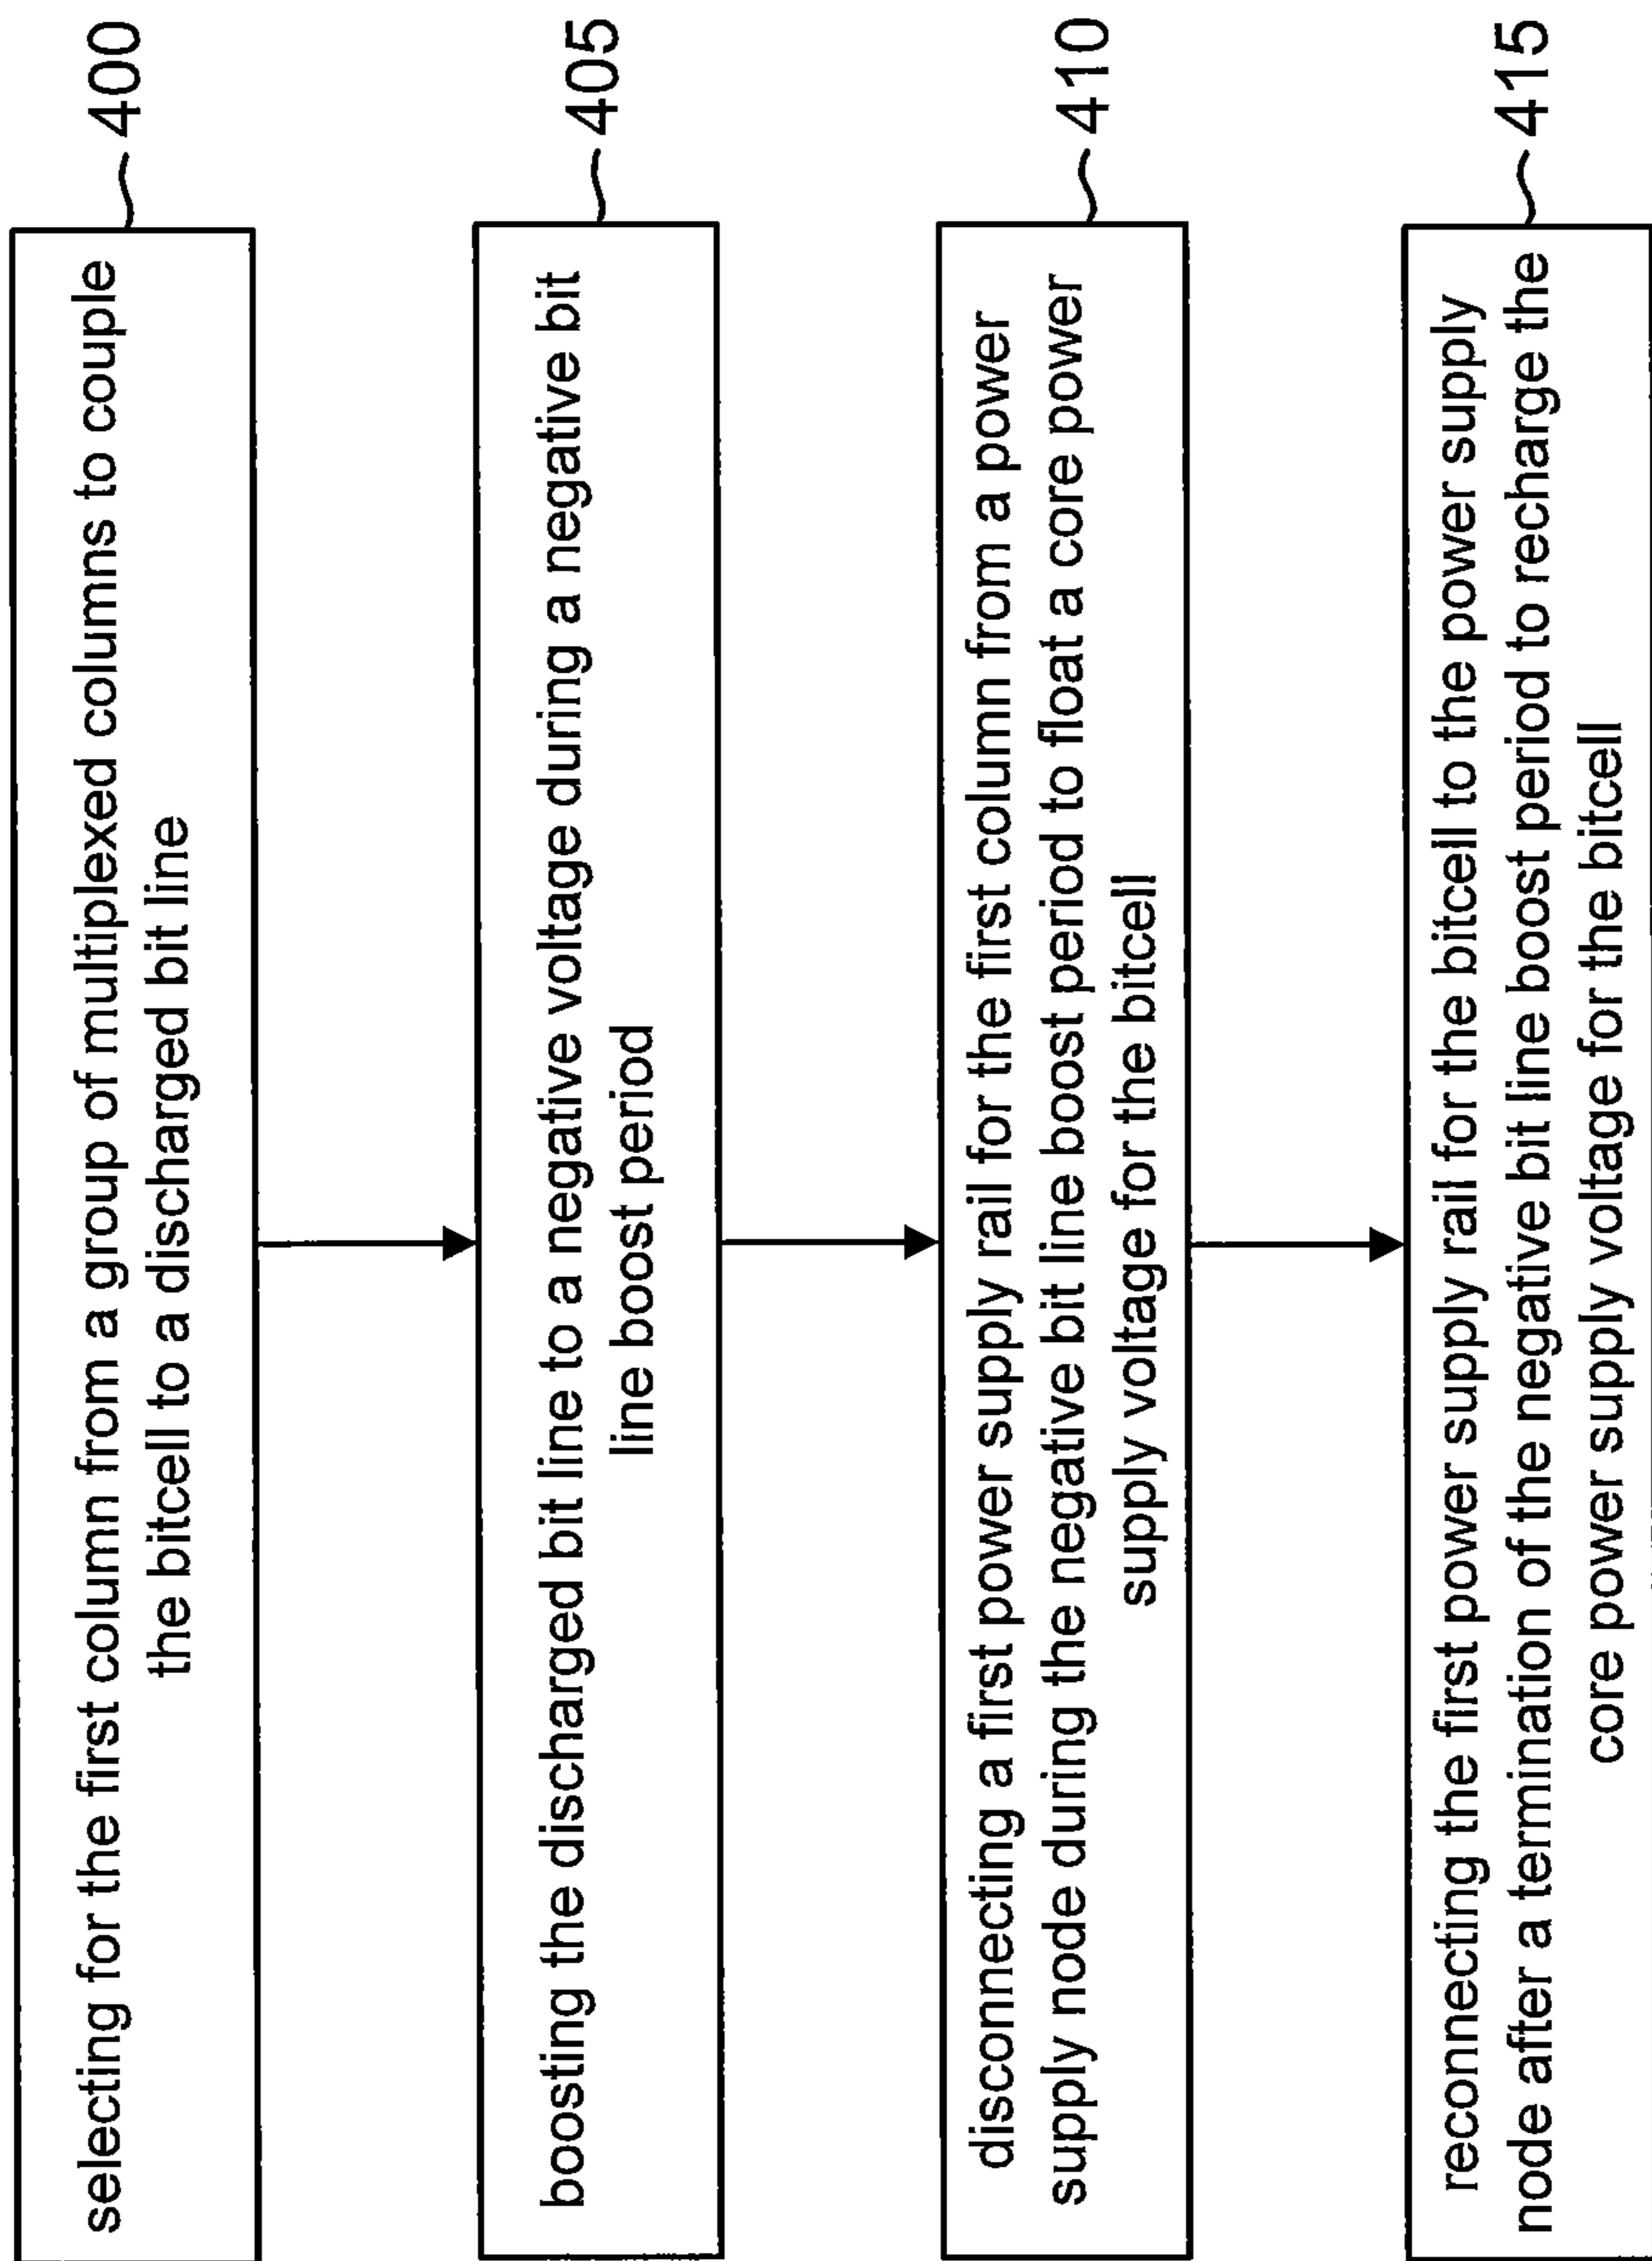 selecting for the first column from a group of multiplexed columns to couple
the bitcell to a discharged bit line
400
boosting the discharged bit line to a negative voltage during a negative bit
line boost period
405
disconnecting a first power supply rail for the first column from a power
supply node during the negative bit line boost period to float a core power
supply voltage for the bitcell
410
reconnecting the first power supply rail for the bitcell to the power supply
node after a termination of the negative bit line boost period to recharge the
core power supply voltage for the bitcell
415